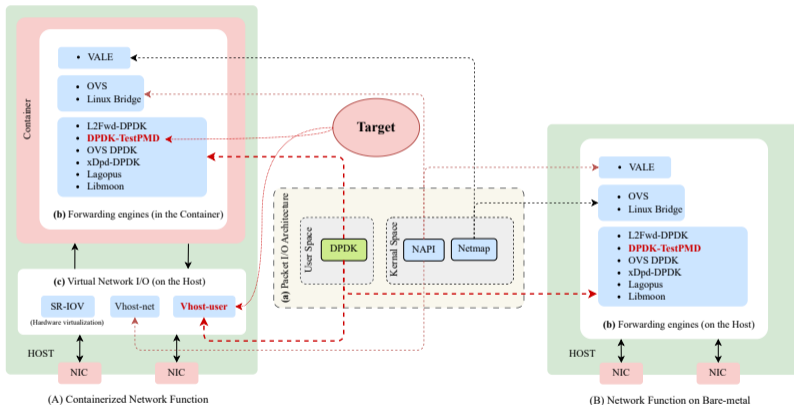 Container
• VALE
• OVS
• Linux Bridge
• L2Fwd-DPDK
• DPDK-TestPMD
• OVS DPDK
• xDpd-DPDK
• Lagopus
• Libmoon
(b) Forwarding engines (in the Container)
(c) Virtual Network I/O (on the Host)
SR-IOV
(Hardware virtualization)
Vhost-net
Vhost-user
HOST
NIC
NIC
(A) Containerized Network Function
Target
(a) Packet I/O Architecture
User Space
DPDK
Kernal Space
NAPI
Netmap
• VALE
• OVS
• Linux Bridge
• L2Fwd-DPDK
• DPDK-TestPMD
• OVS DPDK
• xDpd-DPDK
• Lagopus
• Libmoon
(b) Forwarding engines (on the Host)
HOST
NIC
NIC
(B) Network Function on Bare-metal